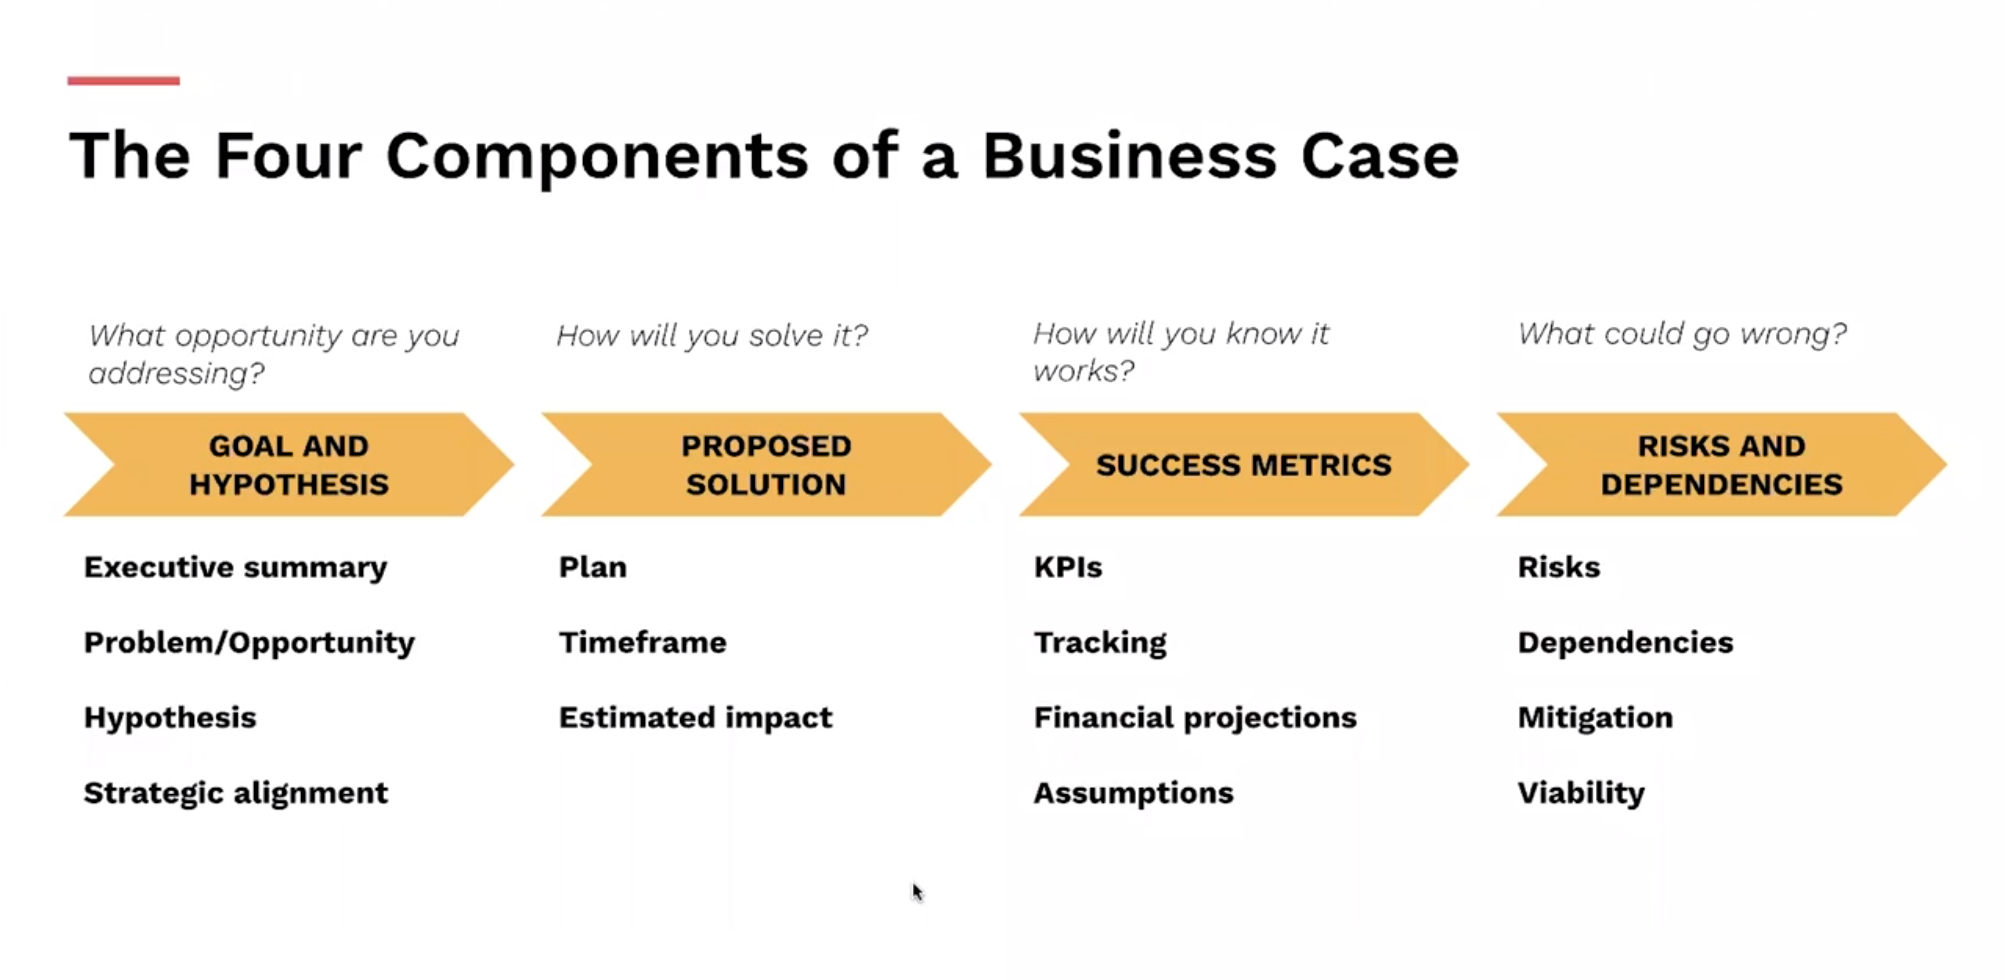 The Four Components of a Business Case
What opportunity are you
addressing?
GOAL AND
HYPOTHESIS
Executive summary
Problem/Opportunity
Hypothesis
Strategic alignment
How will you solve it?
PROPOSED
SOLUTION
Plan
Timeframe
Estimated impact
How will you know it
works?
SUCCESS METRICS
KPIs
Tracking
Financial projections
Assumptions
What could go wrong?
RISKS AND
DEPENDENCIES
Risks
Dependencies
Mitigation
Viability